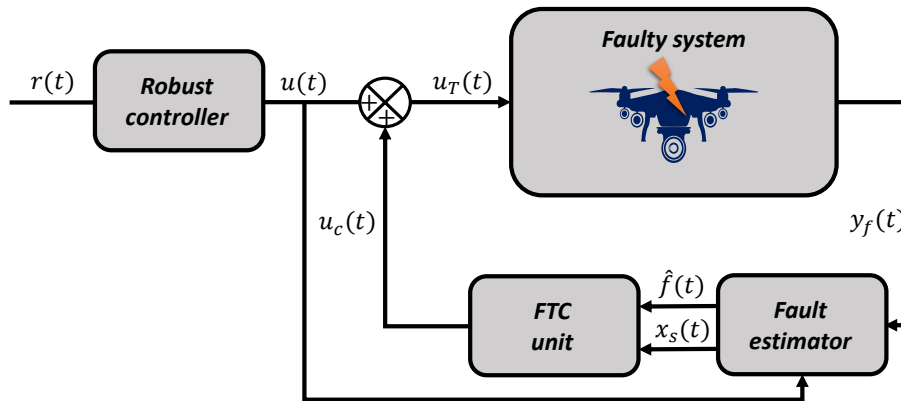 Faulty system
r(t)
Robust
controller
u(t)
+
+
u_T(t)
u_c(t)
y_f(t)
FTC
unit
f̂(t)
x_s(t)
Fault
estimator